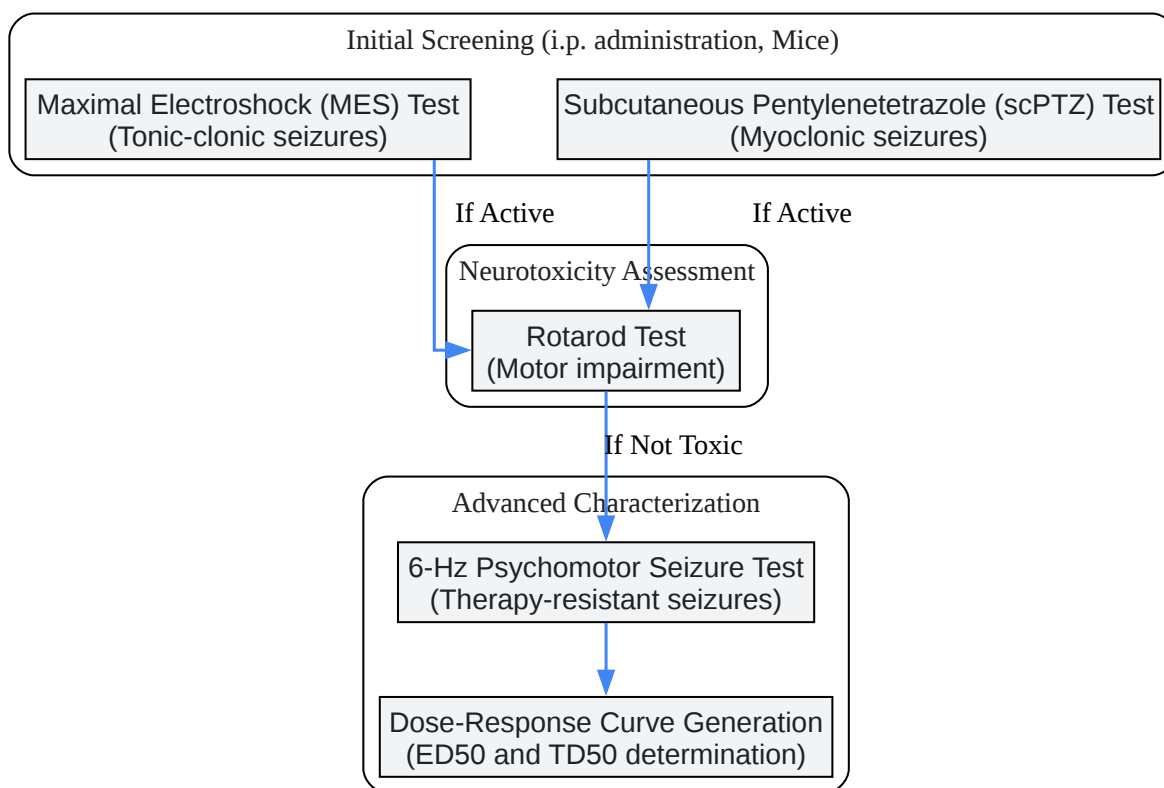 Initial Screening (i.p. administration, Mice)
Maximal Electroshock (MES) Test
(Tonic-clonic seizures)
Subcutaneous Pentylenetetrazole (scPTZ) Test
(Myoclonic seizures)
If Active
If Active
Neurotoxicity Assessment
Rotarod Test
(Motor impairment)
If Not Toxic
Advanced Characterization
6-Hz Psychomotor Seizure Test
(Therapy-resistant seizures)
Dose-Response Curve Generation
(ED50 and TD50 determination)